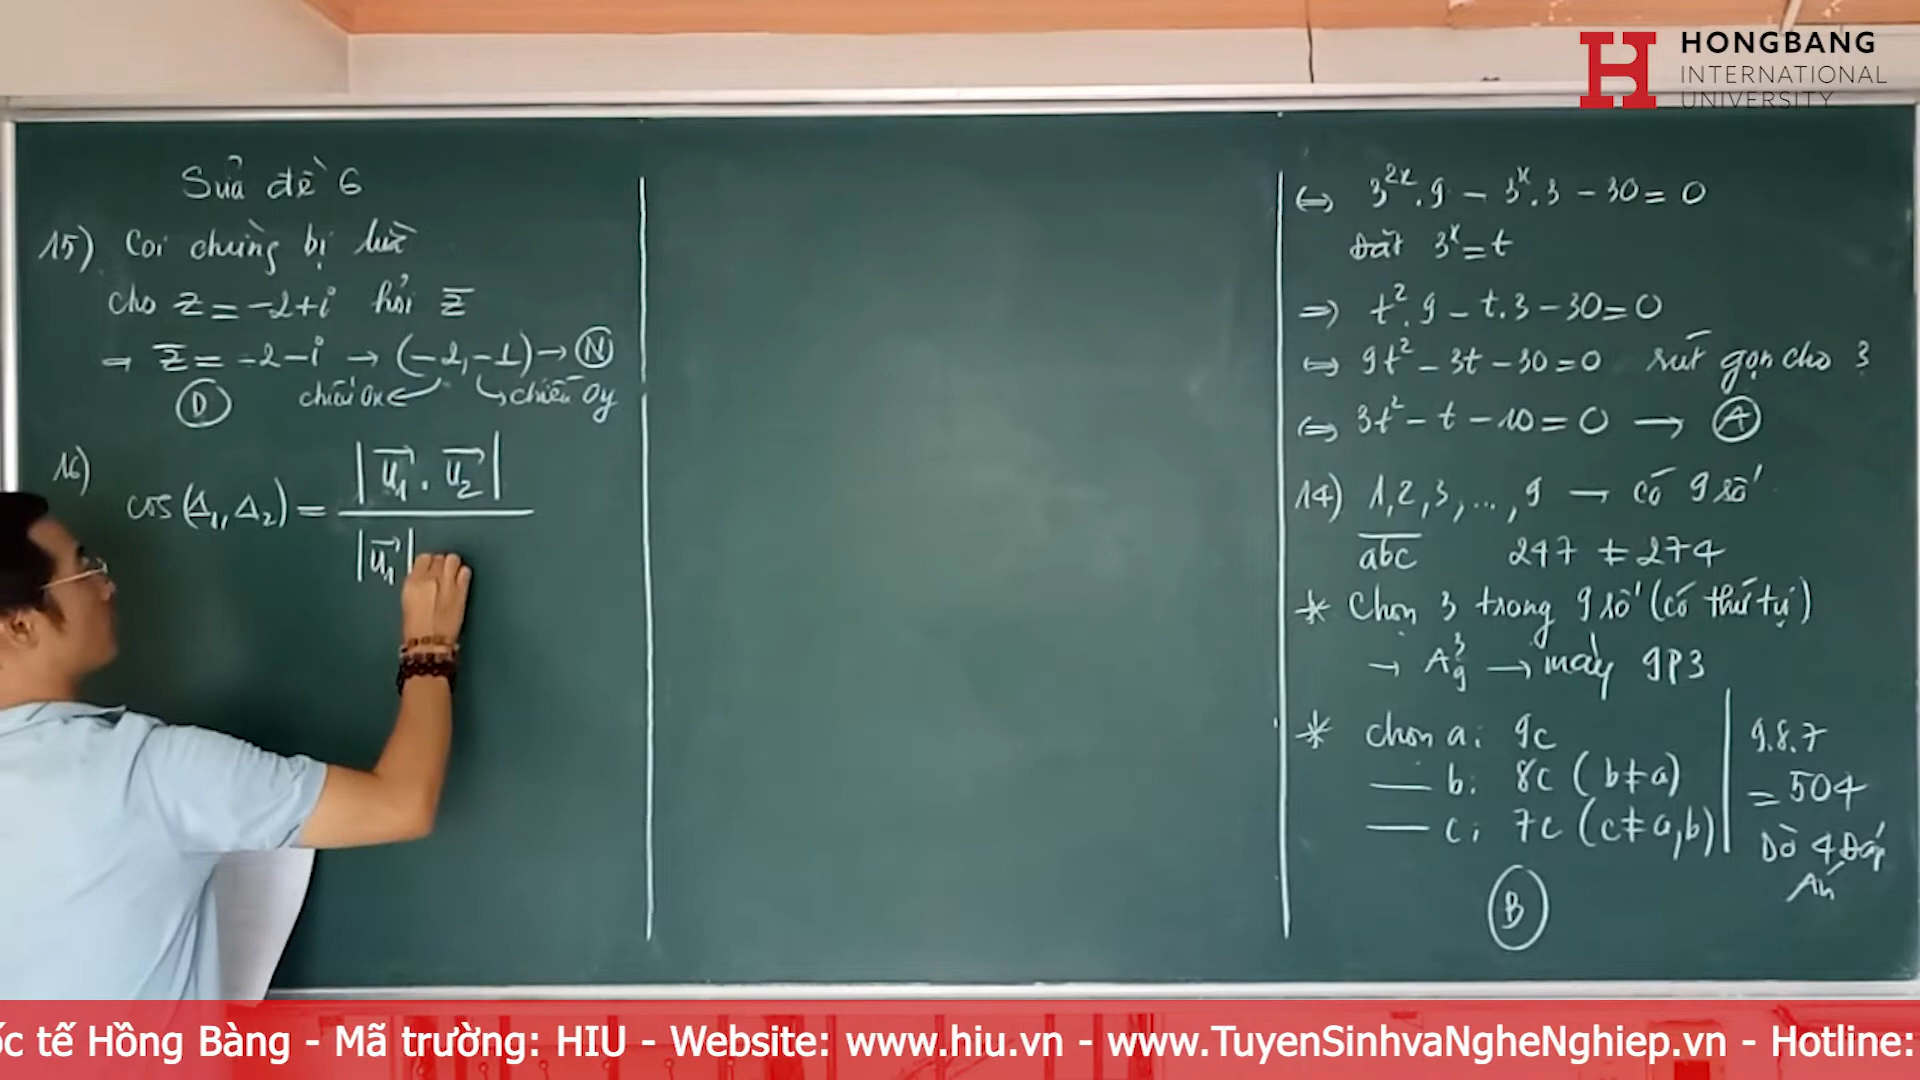 HONGBANG
INTERNATIONAL
UNIVERSITY
Sửa đề 6
15) Coi chừng bị lừa
cho z = -2+i hỏi z̅
⇒ z̅ = -2-i → (-2,-1) → Ⓝ
Ⓓ chiếu Ox ← ↳ chiếu Oy
16) cos(Δ₁, Δ₂) = |u₁⃗ . u₂⃗| / |u₁⃗|
⇔ 3²ˣ.9 - 3ˣ.3 - 30 = 0
Đặt 3ˣ = t
⇒ t².9 - t.3 - 30 = 0
⇔ 9t² - 3t - 30 = 0 rút gọn cho 3
⇔ 3t² - t - 10 = 0 → Ⓐ
14) 1,2,3,...,9 → có 9 số
a̅b̅c̅ 247 ≠ 274
* Chọn 3 trong 9 số (có thứ tự)
→ A₉³ → máy 9P3
* chọn a: 9c
— b: 8c (b≠a)
— c: 7c (c≠a,b)
9.8.7
= 504
Dò 4 Đáp
Án
Ⓑ
ốc tế Hồng Bàng - Mã trường: HIU - Website: www.hiu.vn - www.TuyenSinhvaNgheNghiep.vn - Hotline: